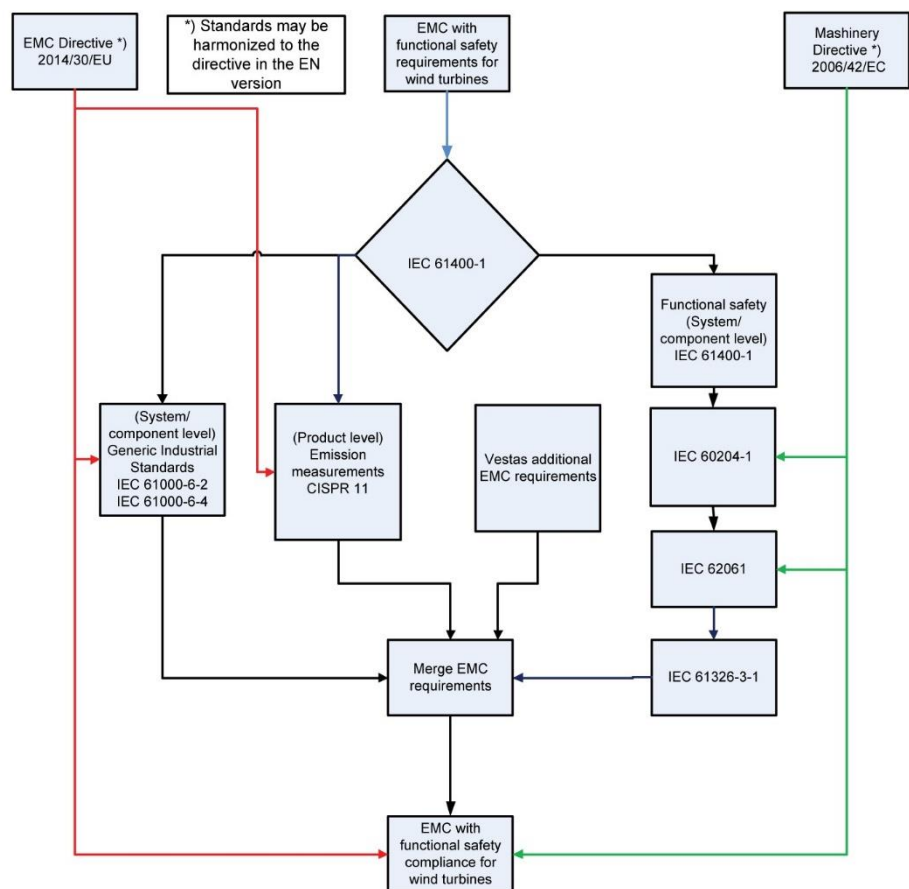 EMC Directive *)
2014/30/EU
*) Standards may be
harmonized to the
directive in the EN
version
EMC with
functional safety
requirements for
wind turbines
Mashinery
Directive *)
2006/42/EC
IEC 61400-1
Functional safety
(System/
component level)
IEC 61400-1
(System/
component level)
Generic Industrial
Standards
IEC 61000-6-2
IEC 61000-6-4
(Product level)
Emission
measurements
CISPR 11
Vestas additional
EMC requirements
IEC 60204-1
IEC 62061
Merge EMC
requirements
IEC 61326-3-1
EMC with
functional safety
compliance for
wind turbines